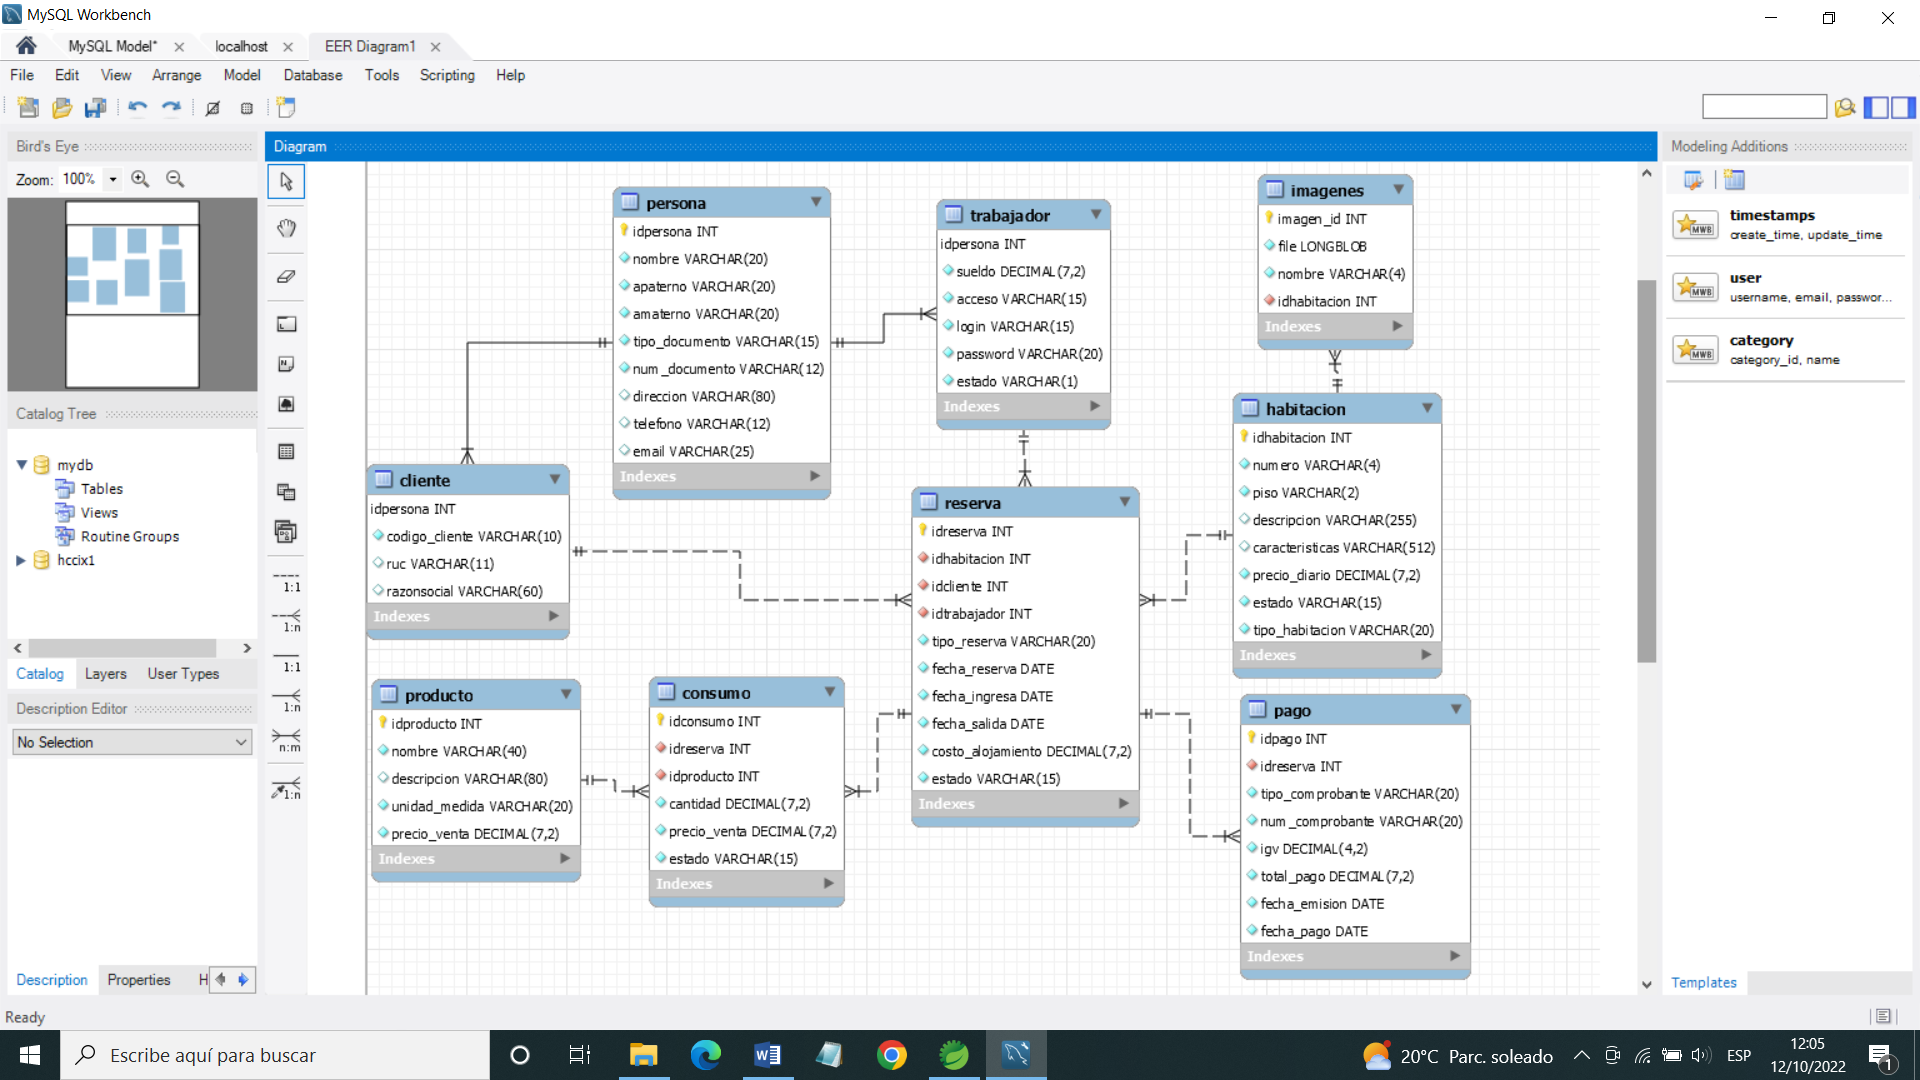 MySQL Workbench
MySQL Model*
localhost
EER Diagram1
File Edit View Arrange Model Database Tools Scripting Help
Bird's Eye
Zoom: 100%
Catalog Tree
mydb
Tables
Views
Routine Groups
hccix1
Catalog Layers User Types
Description Editor
No Selection
Description Properties H
Diagram
1:1
1:n
1:1
1:n
n:m
1:n
persona
idpersona INT
nombre VARCHAR(20)
apaterno VARCHAR(20)
amaterno VARCHAR(20)
tipo_documento VARCHAR(15)
num_documento VARCHAR(12)
direccion VARCHAR(80)
telefono VARCHAR(12)
email VARCHAR(25)
Indexes
trabajador
idpersona INT
sueldo DECIMAL(7,2)
acceso VARCHAR(15)
login VARCHAR(15)
password VARCHAR(20)
estado VARCHAR(1)
Indexes
imagenes
imagen_id INT
file LONGBLOB
nombre VARCHAR(4)
idhabitacion INT
Indexes
cliente
idpersona INT
codigo_cliente VARCHAR(10)
ruc VARCHAR(11)
razonsocial VARCHAR(60)
Indexes
reserva
idreserva INT
idhabitacion INT
idcliente INT
idtrabajador INT
tipo_reserva VARCHAR(20)
fecha_reserva DATE
fecha_ingresa DATE
fecha_salida DATE
costo_alojamiento DECIMAL(7,2)
estado VARCHAR(15)
Indexes
habitacion
idhabitacion INT
numero VARCHAR(4)
piso VARCHAR(2)
descripcion VARCHAR(255)
caracteristicas VARCHAR(512)
precio_diario DECIMAL(7,2)
estado VARCHAR(15)
tipo_habitacion VARCHAR(20)
Indexes
producto
idproducto INT
nombre VARCHAR(40)
descripcion VARCHAR(80)
unidad_medida VARCHAR(20)
precio_venta DECIMAL(7,2)
Indexes
consumo
idconsumo INT
idreserva INT
idproducto INT
cantidad DECIMAL(7,2)
precio_venta DECIMAL(7,2)
estado VARCHAR(15)
Indexes
pago
idpago INT
idreserva INT
tipo_comprobante VARCHAR(20)
num_comprobante VARCHAR(20)
igv DECIMAL(4,2)
total_pago DECIMAL(7,2)
fecha_emision DATE
fecha_pago DATE
Indexes
Modeling Additions
MWB
timestamps
create_time, update_time
MWB
user
username, email, passwor...
MWB
category
category_id, name
Templates
Ready
Escribe aquí para buscar
20°C Parc. soleado
ESP
12:05
12/10/2022
1